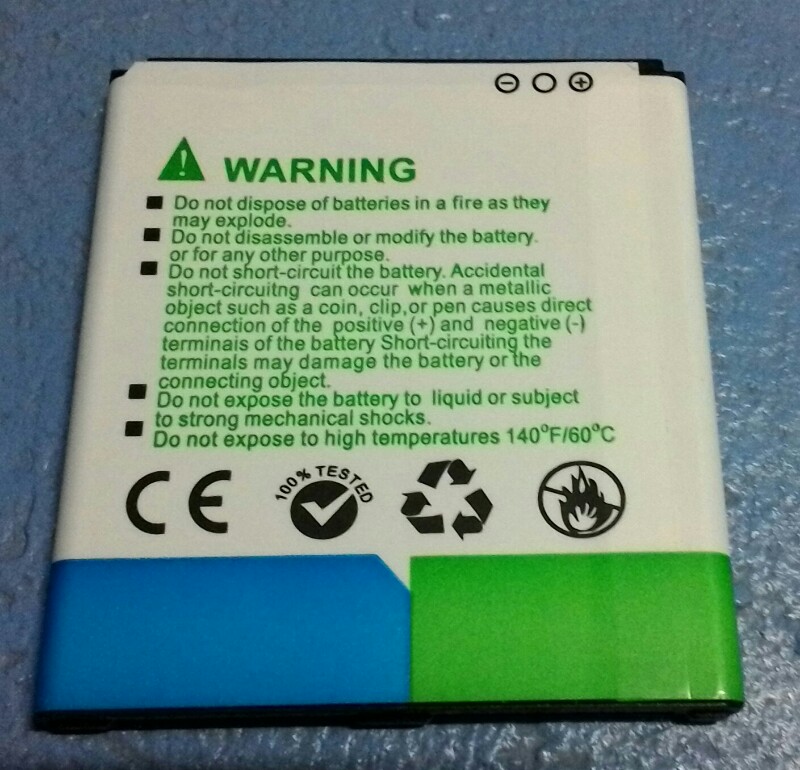 WARNING
Do not dispose of batteries in a fire as they
may explode.
Do not disassemble or modify the battery.
or for any other purpose.
Do not short-circuit the battery. Accidental
short-circuitng can occur when a metallic
object such as a coin, clip,or pen causes direct
connection of the positive (+) and negative (-)
terminais of the battery Short-circuiting the
terminals may damage the battery or the
connecting object.
Do not expose the battery to liquid or subject
to strong mechanical shocks.
Do not expose to high temperatures 140°F/60°C
CE
100% TESTED